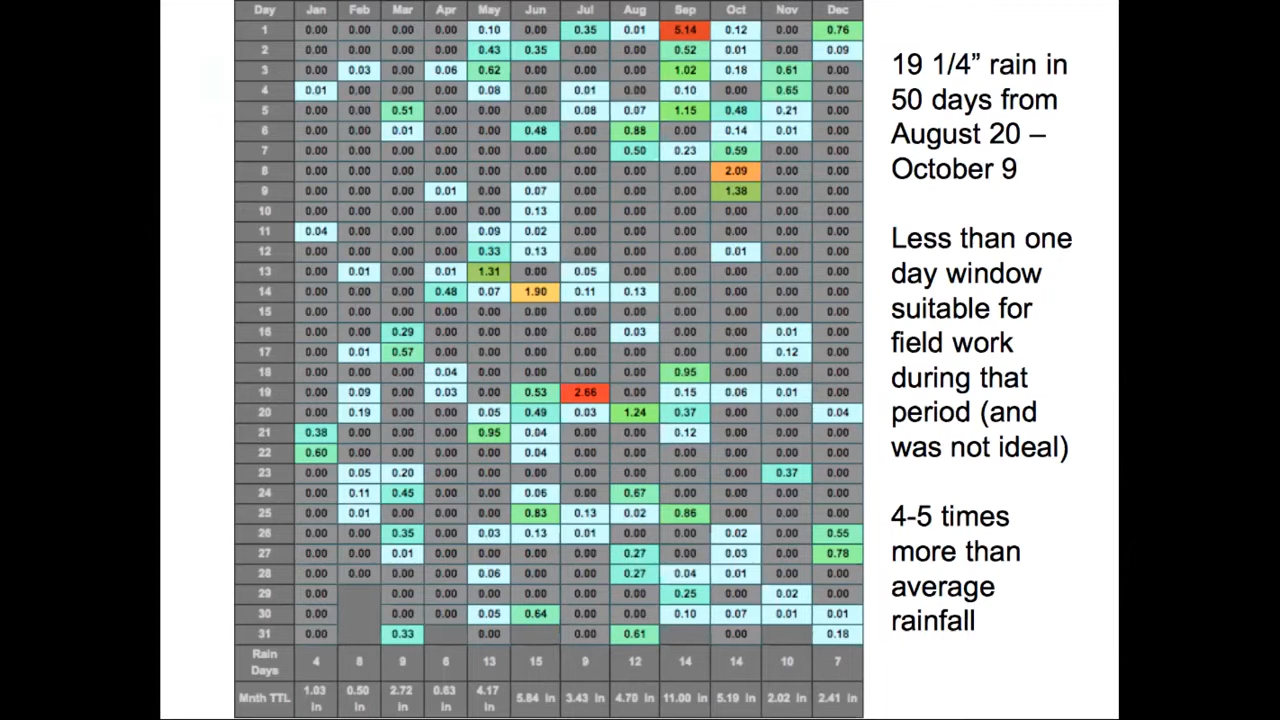 Day Jan Feb Mar Apr May Jun Jul Aug Sep Oct Nov Dec
1 0.00 0.00 0.00 0.00 0.10 0.00 0.35 0.01 5.14 0.12 0.00 0.76
2 0.00 0.00 0.00 0.00 0.43 0.35 0.00 0.00 0.52 0.01 0.00 0.09
3 0.00 0.03 0.00 0.06 0.62 0.00 0.00 0.00 1.02 0.18 0.61 0.00
4 0.01 0.00 0.00 0.00 0.08 0.00 0.01 0.00 0.10 0.00 0.65 0.00
5 0.00 0.00 0.51 0.00 0.00 0.00 0.08 0.07 1.15 0.48 0.21 0.00
6 0.00 0.00 0.01 0.00 0.00 0.48 0.00 0.88 0.00 0.14 0.01 0.00
7 0.00 0.00 0.00 0.00 0.00 0.00 0.00 0.50 0.23 0.59 0.00 0.00
8 0.00 0.00 0.00 0.00 0.00 0.00 0.00 0.00 0.00 2.09 0.00 0.00
9 0.00 0.00 0.00 0.01 0.00 0.07 0.00 0.00 0.00 1.38 0.00 0.00
10 0.00 0.00 0.00 0.00 0.00 0.13 0.00 0.00 0.00 0.00 0.00 0.00
11 0.04 0.00 0.00 0.00 0.09 0.02 0.00 0.00 0.00 0.00 0.00 0.00
12 0.00 0.00 0.00 0.00 0.33 0.13 0.00 0.00 0.00 0.01 0.00 0.00
13 0.00 0.01 0.00 0.01 1.31 0.00 0.05 0.00 0.00 0.00 0.00 0.00
14 0.00 0.00 0.00 0.48 0.07 1.90 0.11 0.13 0.00 0.00 0.00 0.00
15 0.00 0.00 0.00 0.00 0.00 0.00 0.00 0.00 0.00 0.00 0.00 0.00
16 0.00 0.00 0.29 0.00 0.00 0.00 0.00 0.03 0.00 0.00 0.01 0.00
17 0.00 0.01 0.57 0.00 0.00 0.00 0.00 0.00 0.00 0.00 0.12 0.00
18 0.00 0.00 0.00 0.04 0.00 0.00 0.00 0.00 0.95 0.00 0.00 0.00
19 0.00 0.09 0.00 0.03 0.00 0.53 2.66 0.00 0.15 0.06 0.01 0.00
20 0.00 0.19 0.00 0.00 0.05 0.49 0.03 1.24 0.37 0.00 0.00 0.04
21 0.38 0.00 0.00 0.00 0.95 0.04 0.00 0.00 0.12 0.00 0.00 0.00
22 0.60 0.00 0.00 0.00 0.00 0.04 0.00 0.00 0.00 0.00 0.00 0.00
23 0.00 0.05 0.20 0.00 0.00 0.00 0.00 0.00 0.00 0.00 0.37 0.00
24 0.00 0.11 0.45 0.00 0.00 0.06 0.00 0.67 0.00 0.00 0.00 0.00
25 0.00 0.01 0.00 0.00 0.00 0.83 0.13 0.02 0.86 0.00 0.00 0.00
26 0.00 0.00 0.35 0.00 0.03 0.13 0.01 0.00 0.00 0.02 0.00 0.55
27 0.00 0.00 0.01 0.00 0.00 0.00 0.00 0.27 0.00 0.03 0.00 0.78
28 0.00 0.00 0.00 0.00 0.06 0.00 0.00 0.27 0.04 0.01 0.00 0.00
29 0.00 0.00 0.00 0.00 0.00 0.00 0.00 0.25 0.00 0.02 0.00
30 0.00 0.00 0.00 0.05 0.64 0.00 0.00 0.10 0.07 0.01 0.01
31 0.00 0.33 0.00 0.00 0.61 0.00 0.18
Rain Days 4 8 9 6 13 15 9 12 14 14 10 7
Mnth TTL 1.03 in 0.50 in 2.72 in 0.63 in 4.17 in 5.84 in 3.43 in 4.70 in 11.00 in 5.19 in 2.02 in 2.41 in
19 1/4” rain in
50 days from
August 20 –
October 9
Less than one
day window
suitable for
field work
during that
period (and
was not ideal)
4-5 times
more than
average
rainfall